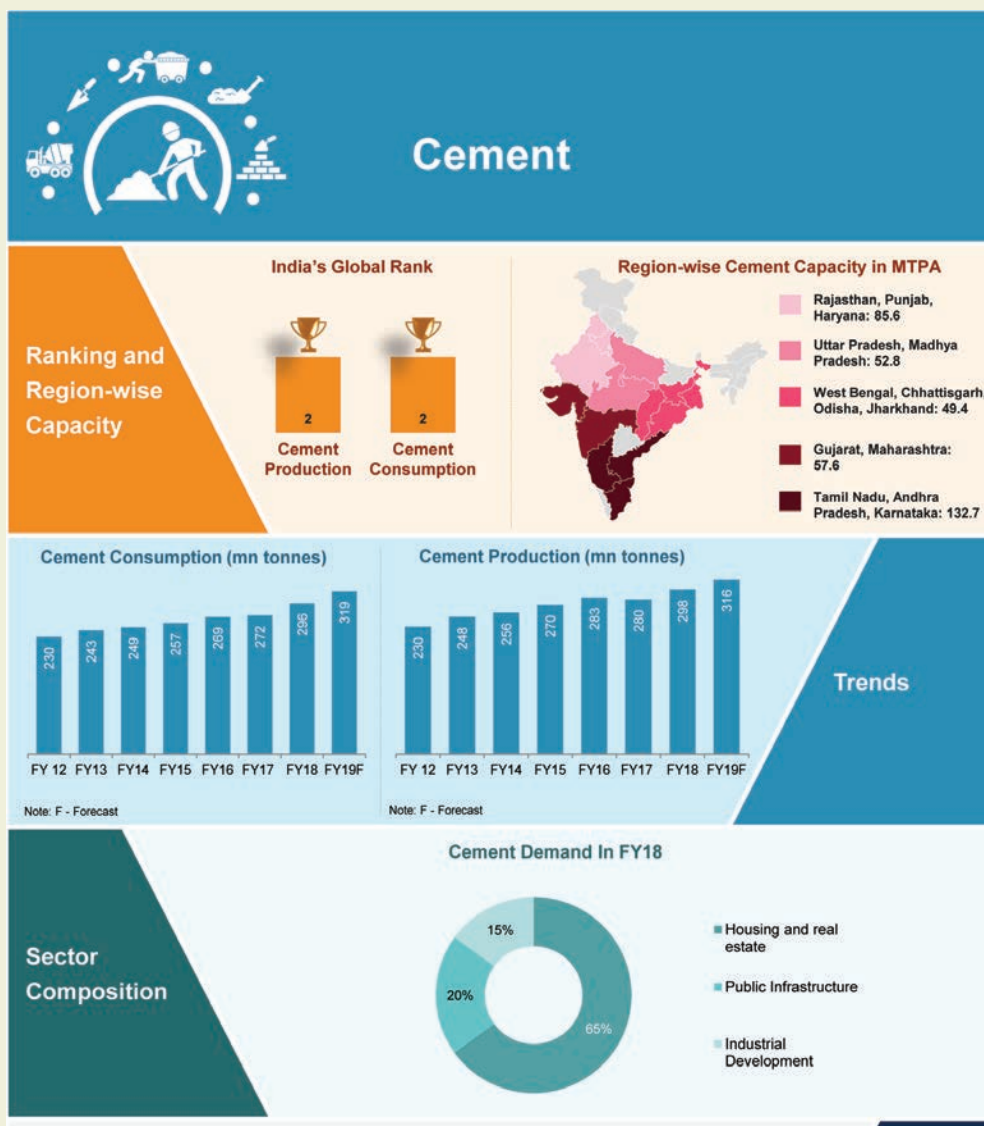 Cement
Ranking and
Region-wise
Capacity
India's Global Rank
2
2
Cement
Production
Cement
Consumption
Region-wise Cement Capacity in MTPA
Rajasthan, Punjab,
Haryana: 85.6
Uttar Pradesh, Madhya
Pradesh: 52.8
West Bengal, Chhattisgarh,
Odisha, Jharkhand: 49.4
Gujarat, Maharashtra:
57.6
Tamil Nadu, Andhra
Pradesh, Karnataka: 132.7
Cement Consumption (mn tonnes)
230 243 249 257 269 272 296 319
FY 12 FY13 FY14 FY15 FY16 FY17 FY18 FY19F
Note: F - Forecast
Cement Production (mn tonnes)
230 248 256 270 283 280 298 316
FY 12 FY13 FY14 FY15 FY16 FY17 FY18 FY19F
Note: F - Forecast
Trends
Sector
Composition
Cement Demand In FY18
15%
20%
65%
Housing and real
estate
Public Infrastructure
Industrial
Development